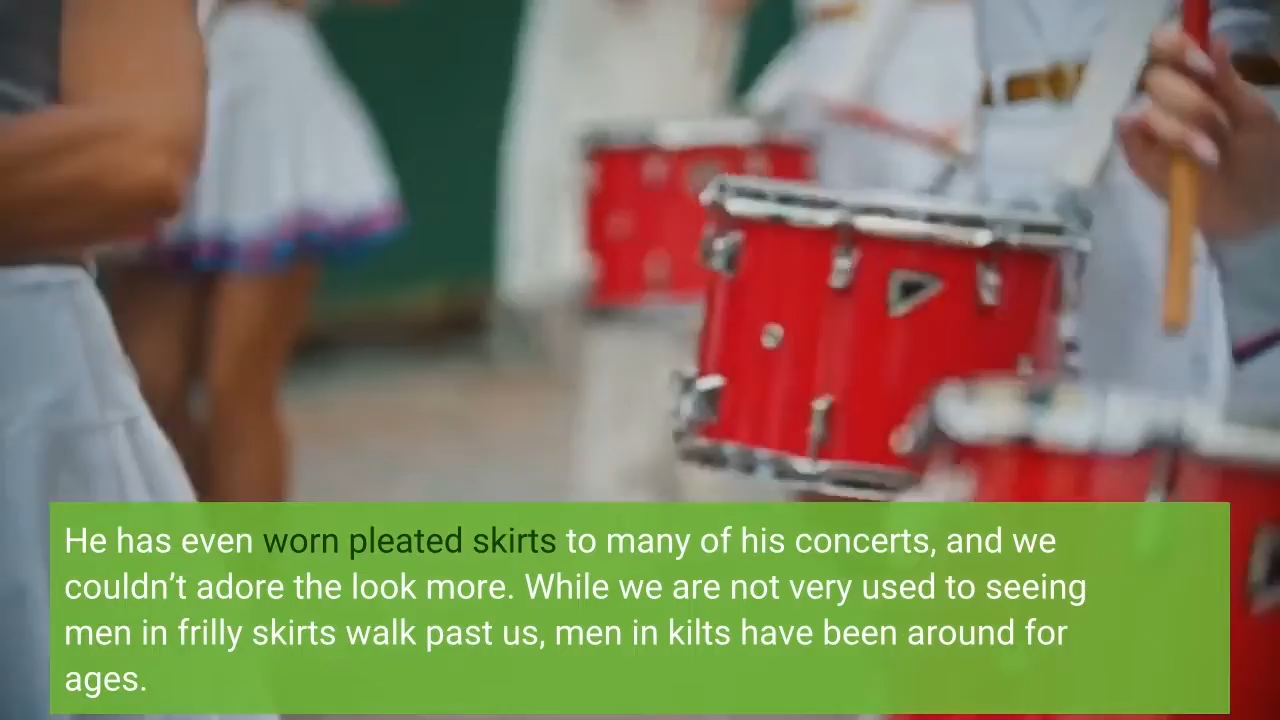 He has even worn pleated skirts to many of his concerts, and we
couldn’t adore the look more. While we are not very used to seeing
men in frilly skirts walk past us, men in kilts have been around for
ages.